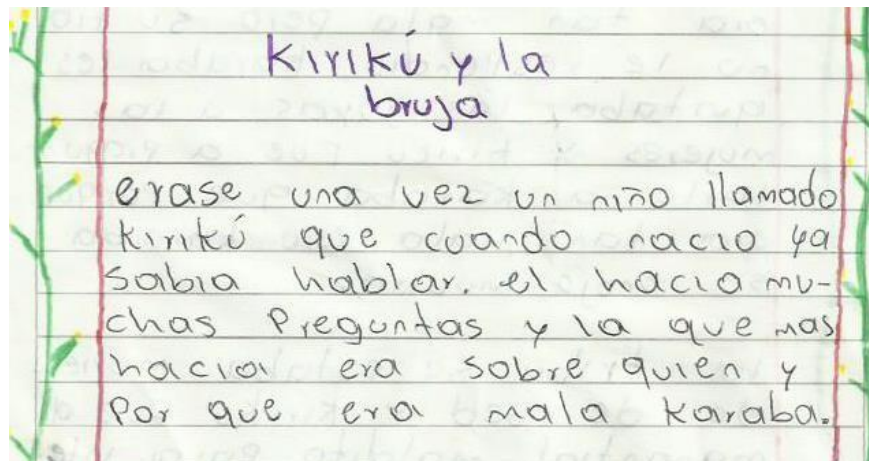 Kirikú y la
bruja
erase una vez un niño llamado
Kirikú que cuando nacio ya
sabia hablar. el hacia mu-
chas Preguntas y la que mas
hacia era sobre quien y
Por que era mala Karaba.